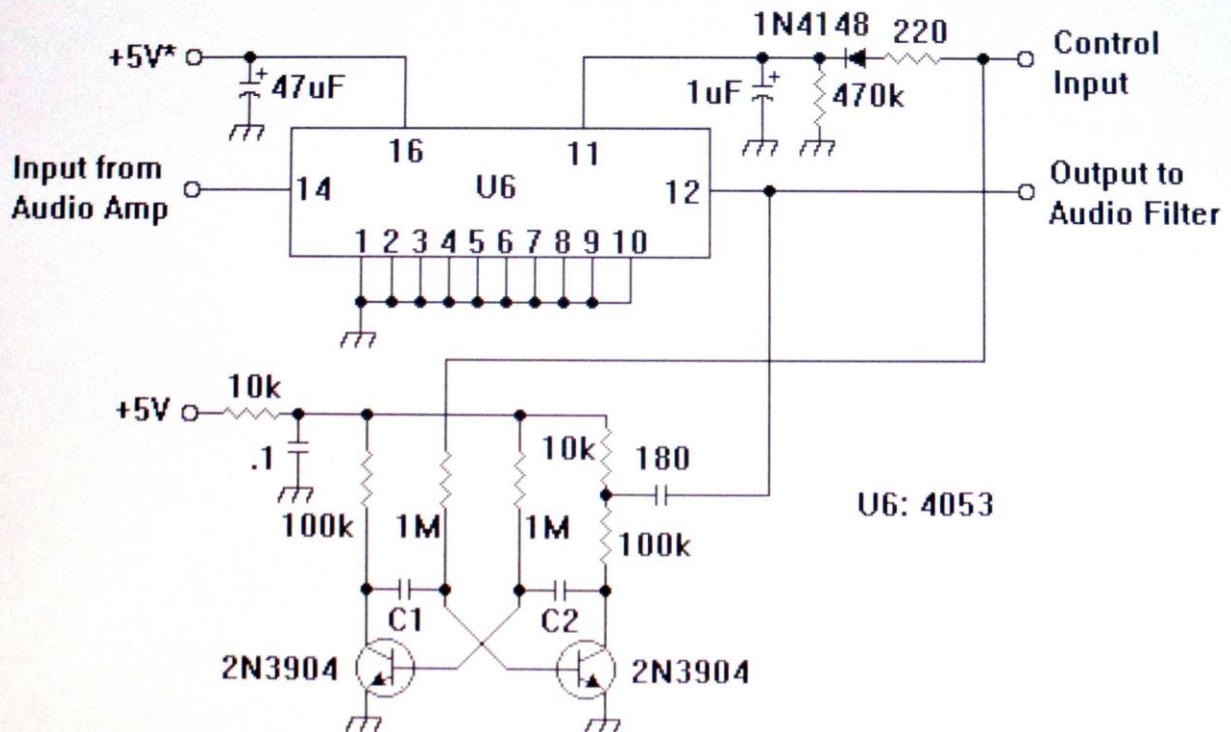 1N4148
220
+5V*
Control
Input
47uF
1uF
470k
16
11
Input from
Audio Amp
14
U6
12
Output to
Audio Filter
1 2 3 4 5 6 7 8 9 10
10k
+5V
.1
10k
180
U6: 4053
100k
1M
1M
100k
C1
C2
2N3904
2N3904